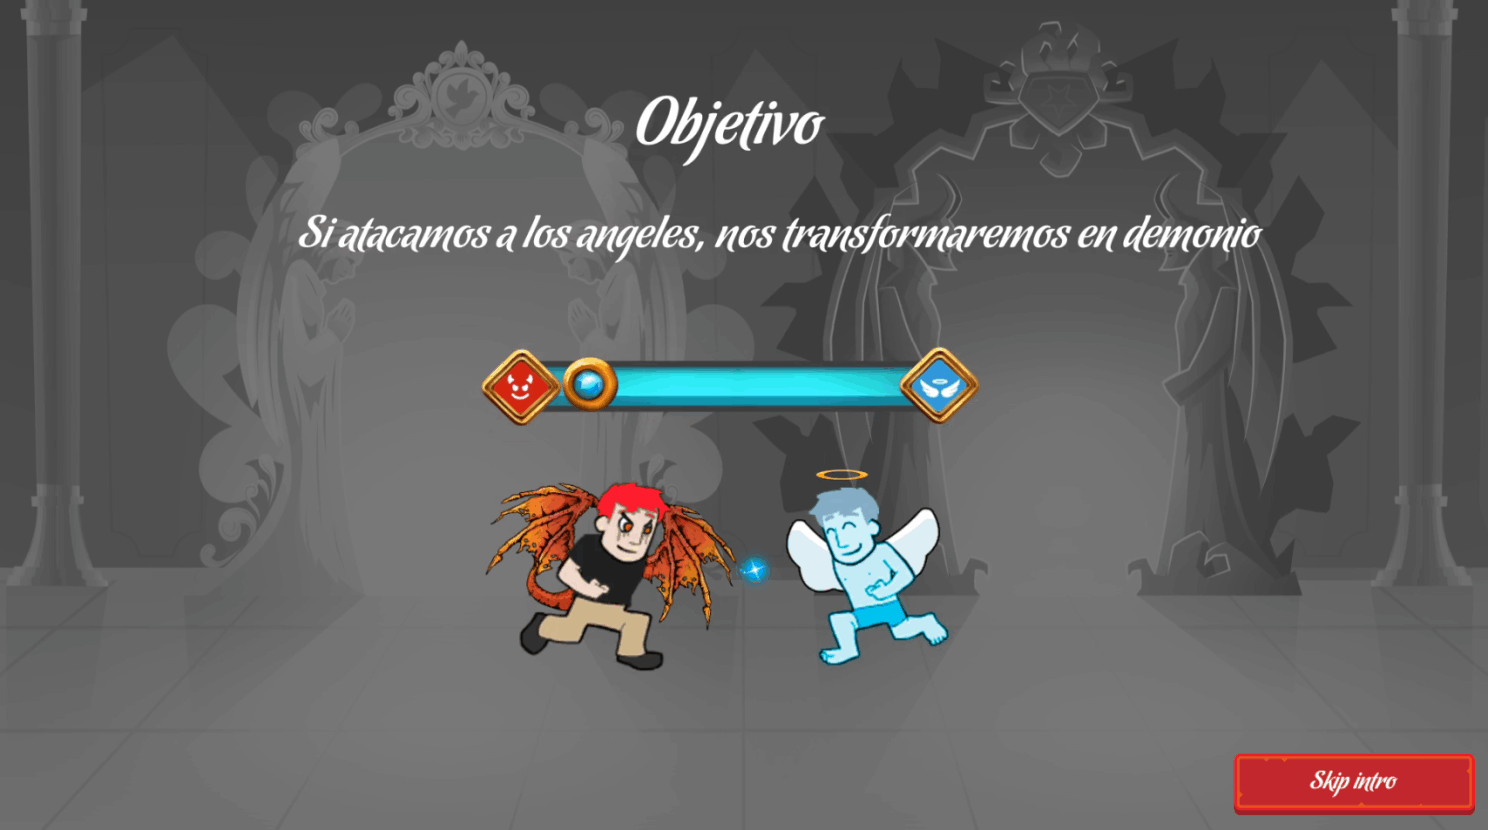 Objetivo
Si atacamos a los angeles, nos transformaremos en demonio
Skip intro